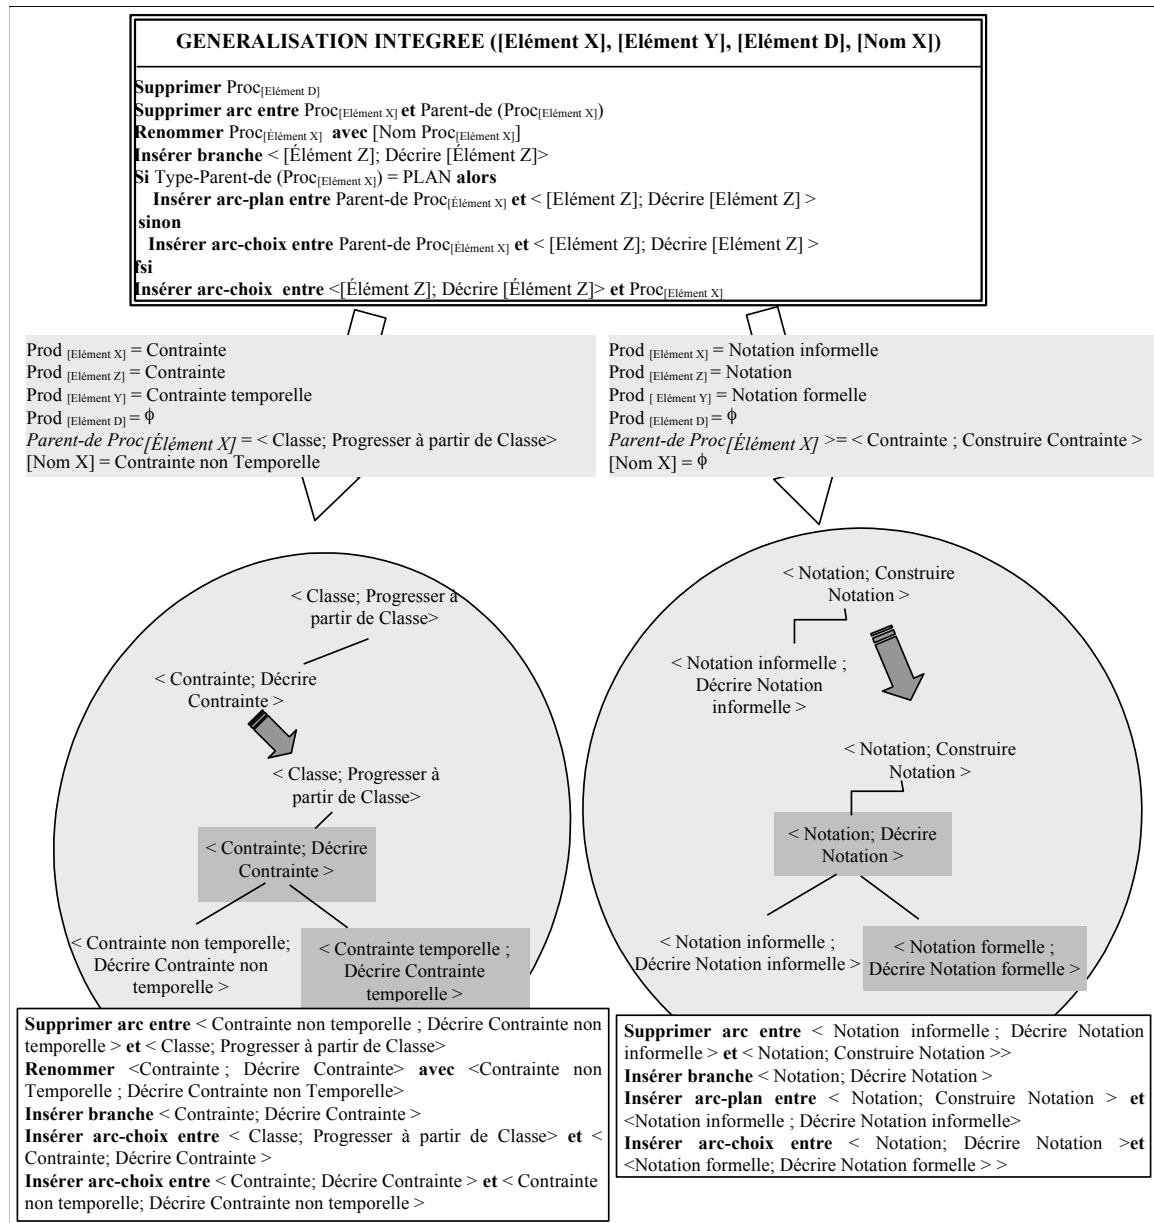 GENERALISATION INTEGREE ([Elément X], [Elément Y], [Elément D], [Nom X])
Supprimer Proc[Elément D]
Supprimer arc entre Proc[Elément X] et Parent-de (Proc[Elément X])
Renommer Proc[Élément X] avec [Nom Proc[Elément X]]
Insérer branche < [Élément Z]; Décrire [Élément Z]>
Si Type-Parent-de (Proc[Elément X]) = PLAN alors
Insérer arc-plan entre Parent-de Proc[Élément X] et < [Elément Z]; Décrire [Elément Z] >
sinon
Insérer arc-choix entre Parent-de Proc[Élément X] et < [Elément Z]; Décrire [Elément Z] >
fsi
Insérer arc-choix entre <[Élément Z]; Décrire [Élément Z]> et Proc[Elément X]
Prod [Elément X] = Contrainte
Prod [Elément Z] = Contrainte
Prod [Elément Y] = Contrainte temporelle
Prod [Elément D] = ϕ
Parent-de Proc[Élément X] = < Classe; Progresser à partir de Classe>
[Nom X] = Contrainte non Temporelle
Prod [Elément X] = Notation informelle
Prod [Elément Z] = Notation
Prod [ Elément Y] = Notation formelle
Prod [Elément D] = ϕ
Parent-de Proc[Élément X] >= < Contrainte ; Construire Contrainte >
[Nom X] = ϕ
< Classe; Progresser à
partir de Classe>
< Contrainte; Décrire
Contrainte >
< Classe; Progresser à
partir de Classe>
< Contrainte; Décrire
Contrainte >
< Contrainte non temporelle;
Décrire Contrainte non
temporelle >
< Contrainte temporelle ;
Décrire Contrainte
temporelle >
< Notation; Construire
Notation >
< Notation informelle ;
Décrire Notation
informelle >
< Notation; Construire
Notation >
< Notation; Décrire
Notation >
< Notation informelle ;
Décrire Notation informelle >
< Notation formelle ;
Décrire Notation formelle >
Supprimer arc entre < Contrainte non temporelle ; Décrire Contrainte non
temporelle > et < Classe; Progresser à partir de Classe>
Renommer <Contrainte ; Décrire Contrainte> avec <Contrainte non
Temporelle ; Décrire Contrainte non Temporelle>
Insérer branche < Contrainte; Décrire Contrainte >
Insérer arc-choix entre < Classe; Progresser à partir de Classe> et <
Contrainte; Décrire Contrainte >
Insérer arc-choix entre < Contrainte; Décrire Contrainte > et < Contrainte
non temporelle; Décrire Contrainte non temporelle >
Supprimer arc entre < Notation informelle ; Décrire Notation
informelle > et < Notation; Construire Notation >>
Insérer branche < Notation; Décrire Notation >
Insérer arc-plan entre < Notation; Construire Notation > et
<Notation informelle ; Décrire Notation informelle>
Insérer arc-choix entre < Notation; Décrire Notation >et
<Notation formelle; Décrire Notation formelle > >